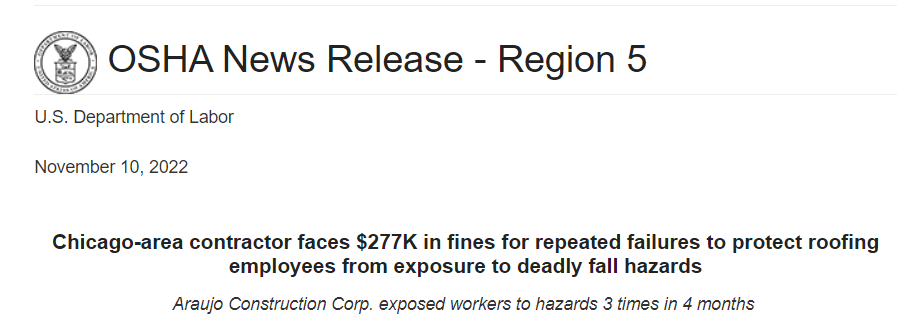 OSHA News Release - Region 5
U.S. Department of Labor
November 10, 2022
Chicago-area contractor faces $277K in fines for repeated failures to protect roofing
employees from exposure to deadly fall hazards
Araujo Construction Corp. exposed workers to hazards 3 times in 4 months